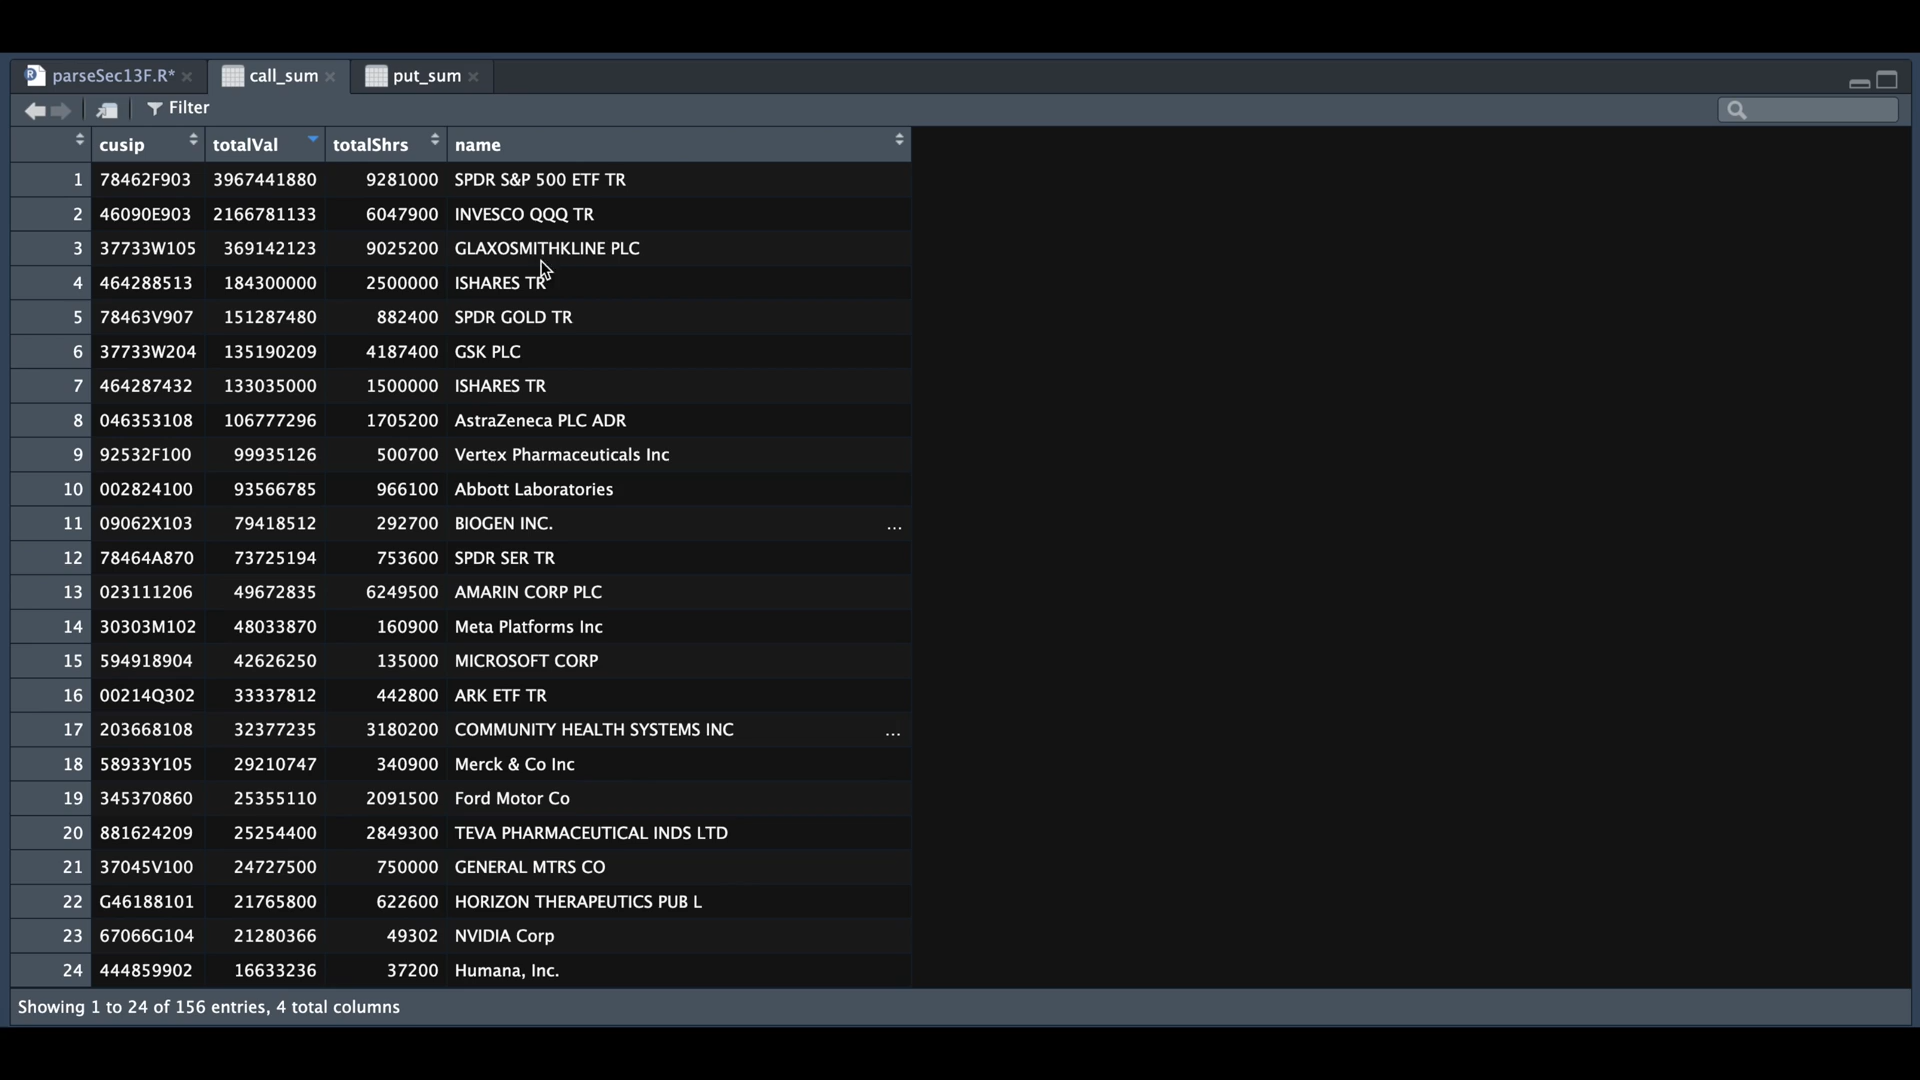 parseSec13F.R* × call_sum × put_sum ×
Filter
cusip totalVal totalShrs name
1 78462F903 3967441880 9281000 SPDR S&P 500 ETF TR
2 46090E903 2166781133 6047900 INVESCO QQQ TR
3 37733W105 369142123 9025200 GLAXOSMITHKLINE PLC
4 464288513 184300000 2500000 ISHARES TR
5 78463V907 151287480 882400 SPDR GOLD TR
6 37733W204 135190209 4187400 GSK PLC
7 464287432 133035000 1500000 ISHARES TR
8 046353108 106777296 1705200 AstraZeneca PLC ADR
9 92532F100 99935126 500700 Vertex Pharmaceuticals Inc
10 002824100 93566785 966100 Abbott Laboratories
11 09062X103 79418512 292700 BIOGEN INC. ...
12 78464A870 73725194 753600 SPDR SER TR
13 023111206 49672835 6249500 AMARIN CORP PLC
14 30303M102 48033870 160900 Meta Platforms Inc
15 594918904 42626250 135000 MICROSOFT CORP
16 00214Q302 33337812 442800 ARK ETF TR
17 203668108 32377235 3180200 COMMUNITY HEALTH SYSTEMS INC ...
18 58933Y105 29210747 340900 Merck & Co Inc
19 345370860 25355110 2091500 Ford Motor Co
20 881624209 25254400 2849300 TEVA PHARMACEUTICAL INDS LTD
21 37045V100 24727500 750000 GENERAL MTRS CO
22 G46188101 21765800 622600 HORIZON THERAPEUTICS PUB L
23 67066G104 21280366 49302 NVIDIA Corp
24 444859902 16633236 37200 Humana, Inc.
Showing 1 to 24 of 156 entries, 4 total columns